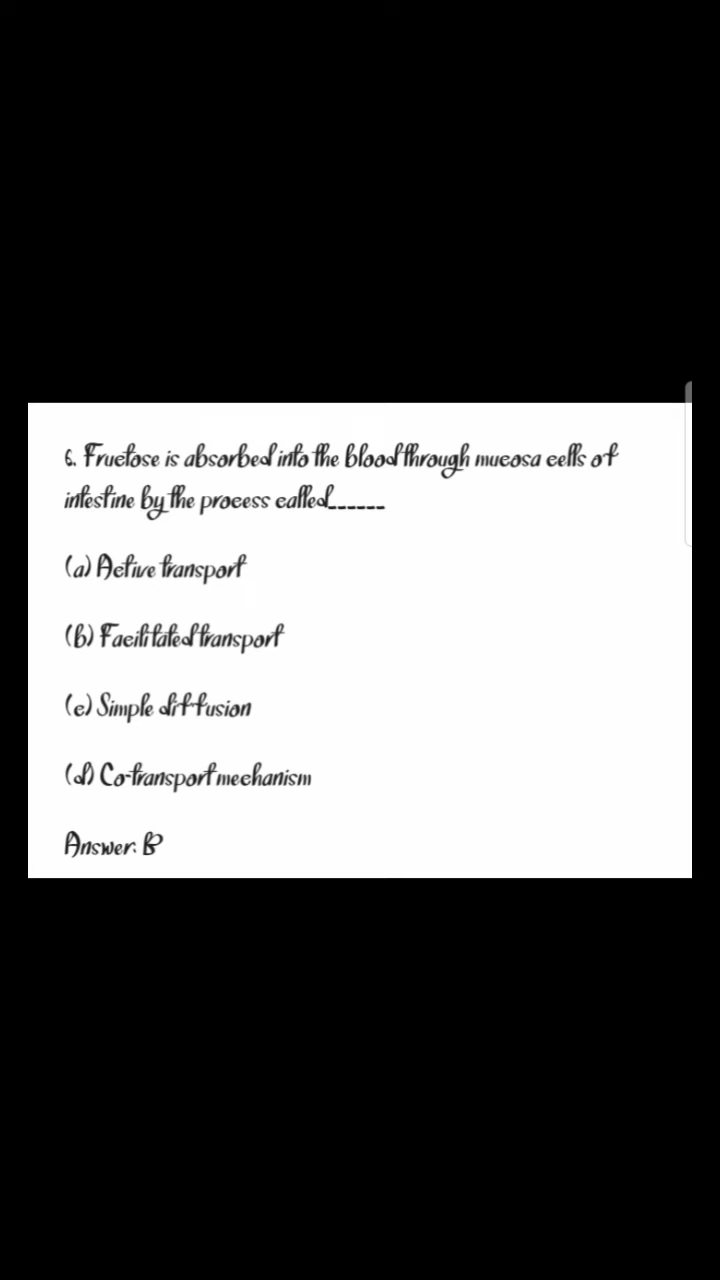 6. Fructose is absorbed into the blood through mucosa cells of
intestine by the process called______
(a) Active transport
(b) Facilitated transport
(c) Simple diffusion
(d) Co-transport mechanism
Answer: B